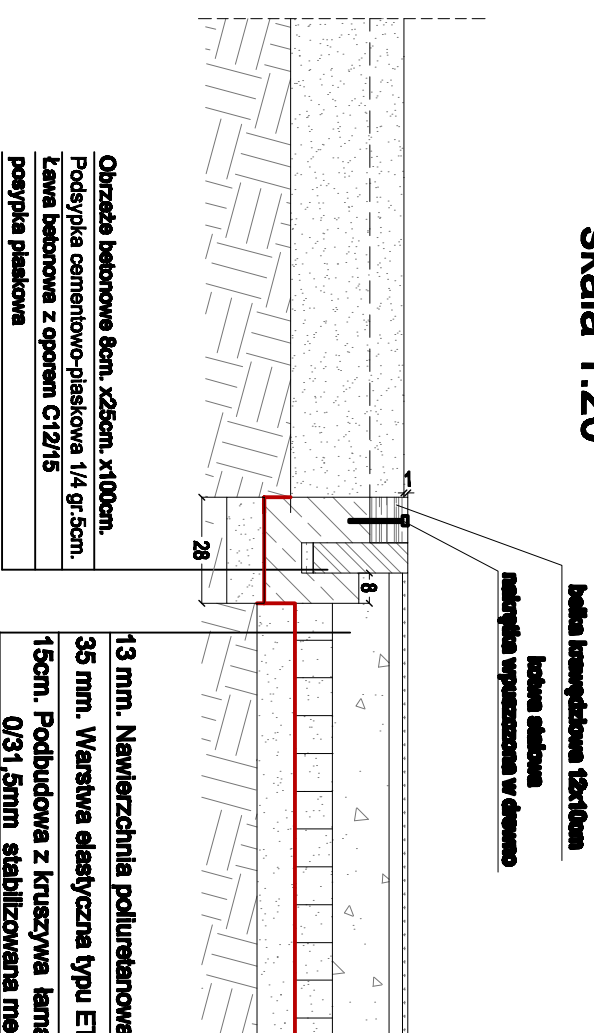 skala 1:20
belka krawędziowa 12x10cm
kotwa stalowa
nakrętka wpuszczona w drewno
1
28
8
Obrzeże betonowe 8cm. x25cm. x100cm.
Podsypka cementowo-piaskowa 1/4 gr.5cm.
Ława betonowa z oporem C12/15
posypka piaskowa
13 mm. Nawierzchnia poliuretanowa
35 mm. Warstwa elastyczna typu ET
15cm. Podbudowa z kruszywa łama
0/31,5mm stabilizowana me